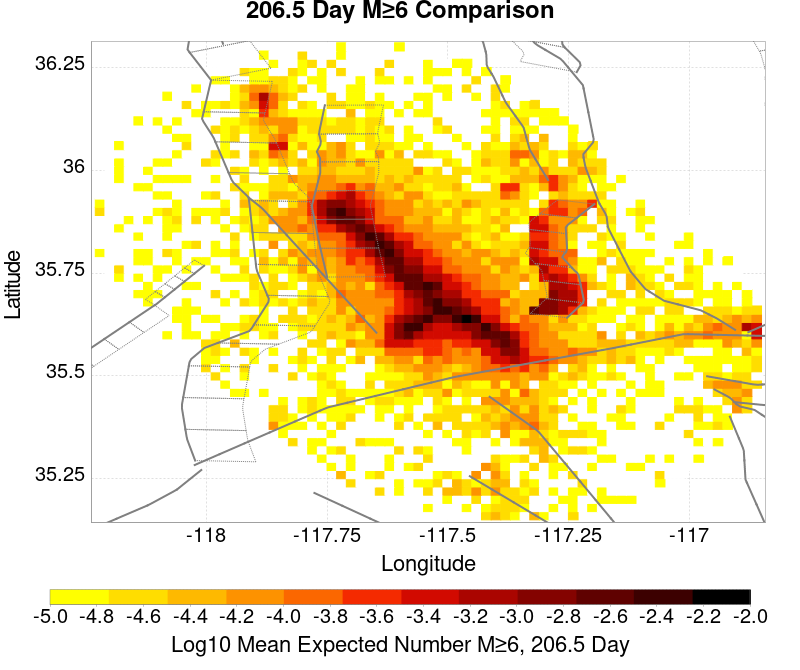 206.5 Day M≥6 Comparison
36.25
36
35.75
35.5
35.25
Latitude
-118 -117.75 -117.5 -117.25 -117
Longitude
-5.0 -4.8 -4.6 -4.4 -4.2 -4.0 -3.8 -3.6 -3.4 -3.2 -3.0 -2.8 -2.6 -2.4 -2.2 -2.0
Log10 Mean Expected Number M≥6, 206.5 Day